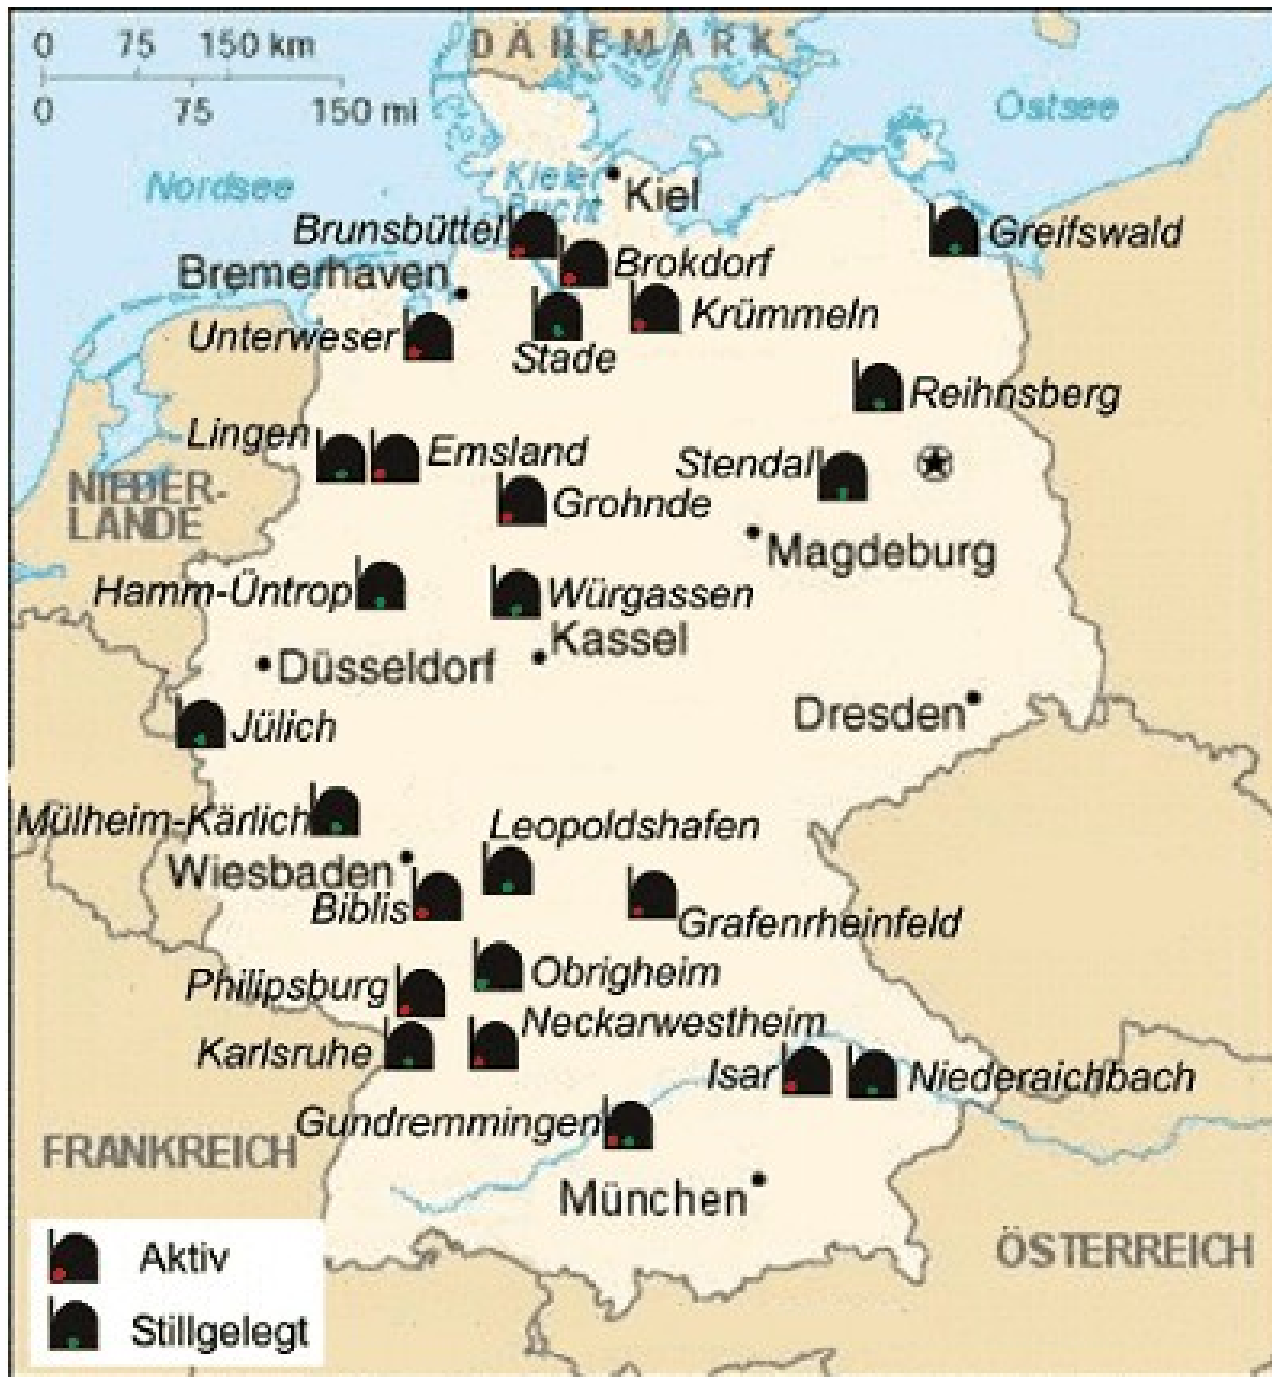 0 75 150 km
0 75 150 mi
DÄNEMARK
Ostsee
Nordsee
Kieler
Bucht
Kiel
Brunsbüttel
Greifswald
Brokdorf
Bremerhaven
Krümmeln
Unterweser
Stade
Reihnsberg
Lingen
Emsland
Stendal
NIEDER-
LANDE
Grohnde
Magdeburg
Hamm-Üntrop
Würgassen
Kassel
Düsseldorf
Dresden
Jülich
Mülheim-Kärlich
Leopoldshafen
Wiesbaden
Biblis
Grafenrheinfeld
Philipsburg
Obrigheim
Neckarwestheim
Karlsruhe
Isar
Niederaichbach
Gundremmingen
FRANKREICH
München
ÖSTERREICH
Aktiv
Stillgelegt